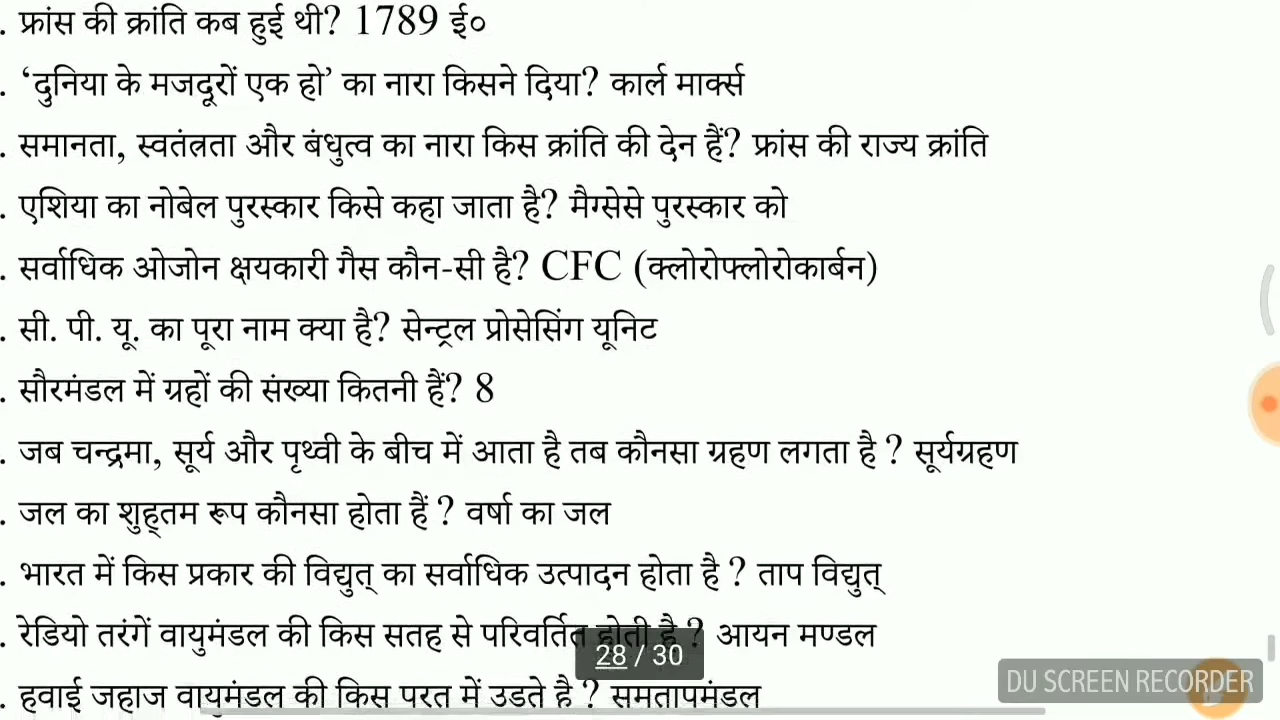 . फ्रांस की क्रांति कब हुई थी? 1789 ई०
. ‘दुनिया के मजदूरों एक हो’ का नारा किसने दिया? कार्ल मार्क्स
. समानता, स्वतंत्रता और बंधुत्व का नारा किस क्रांति की देन हैं? फ्रांस की राज्य क्रांति
. एशिया का नोबेल पुरस्कार किसे कहा जाता है? मैग्सेसे पुरस्कार को
. सर्वाधिक ओजोन क्षयकारी गैस कौन-सी है? CFC (क्लोरोफ्लोरोकार्बन)
. सी. पी. यू. का पूरा नाम क्या है? सेन्ट्रल प्रोसेसिंग यूनिट
. सौरमंडल में ग्रहों की संख्या कितनी हैं? 8
. जब चन्द्रमा, सूर्य और पृथ्वी के बीच में आता है तब कौनसा ग्रहण लगता है ? सूर्यग्रहण
. जल का शुह्तम रूप कौनसा होता हैं ? वर्षा का जल
. भारत में किस प्रकार की विद्युत् का सर्वाधिक उत्पादन होता है ? ताप विद्युत्
. रेडियो तरंगें वायुमंडल की किस सतह से परिवर्तित होती है ? आयन मण्डल
28 / 30
. हवाई जहाज वायुमंडल की किस परत में उडते है ? समतापमंडल
DU SCREEN RECORDER